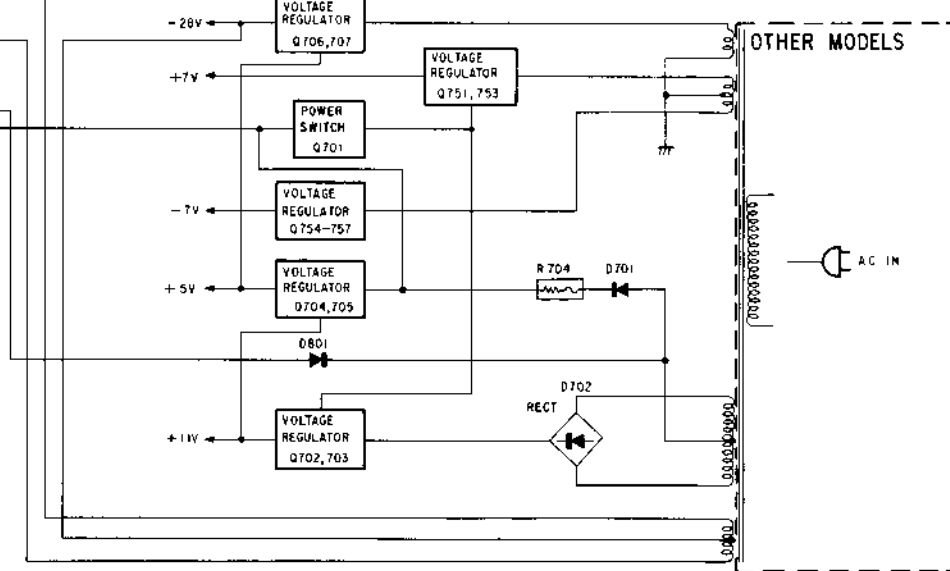 -28V
VOLTAGE
REGULATOR
Q706,707
OTHER MODELS
+7V
VOLTAGE
REGULATOR
Q751,753
POWER
SWITCH
Q701
-7V
VOLTAGE
REGULATOR
Q754-757
+5V
VOLTAGE
REGULATOR
Q704,705
R704
D701
AC IN
D801
D702
RECT
+11V
VOLTAGE
REGULATOR
Q702,703